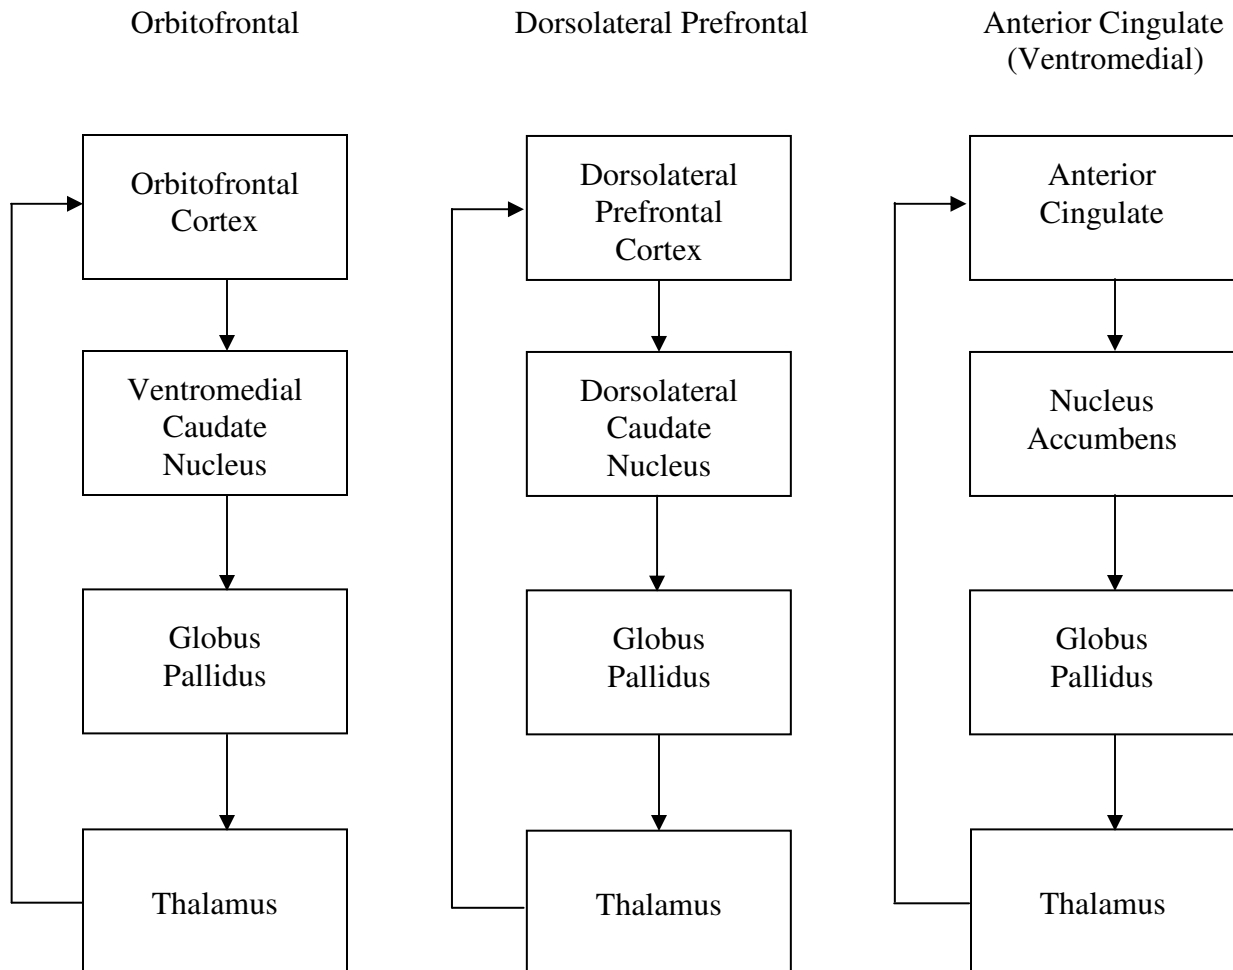 Orbitofrontal
Dorsolateral Prefrontal
Anterior Cingulate
(Ventromedial)
Orbitofrontal
Cortex
Dorsolateral
Prefrontal
Cortex
Anterior
Cingulate
Ventromedial
Caudate
Nucleus
Dorsolateral
Caudate
Nucleus
Nucleus
Accumbens
Globus
Pallidus
Globus
Pallidus
Globus
Pallidus
Thalamus
Thalamus
Thalamus